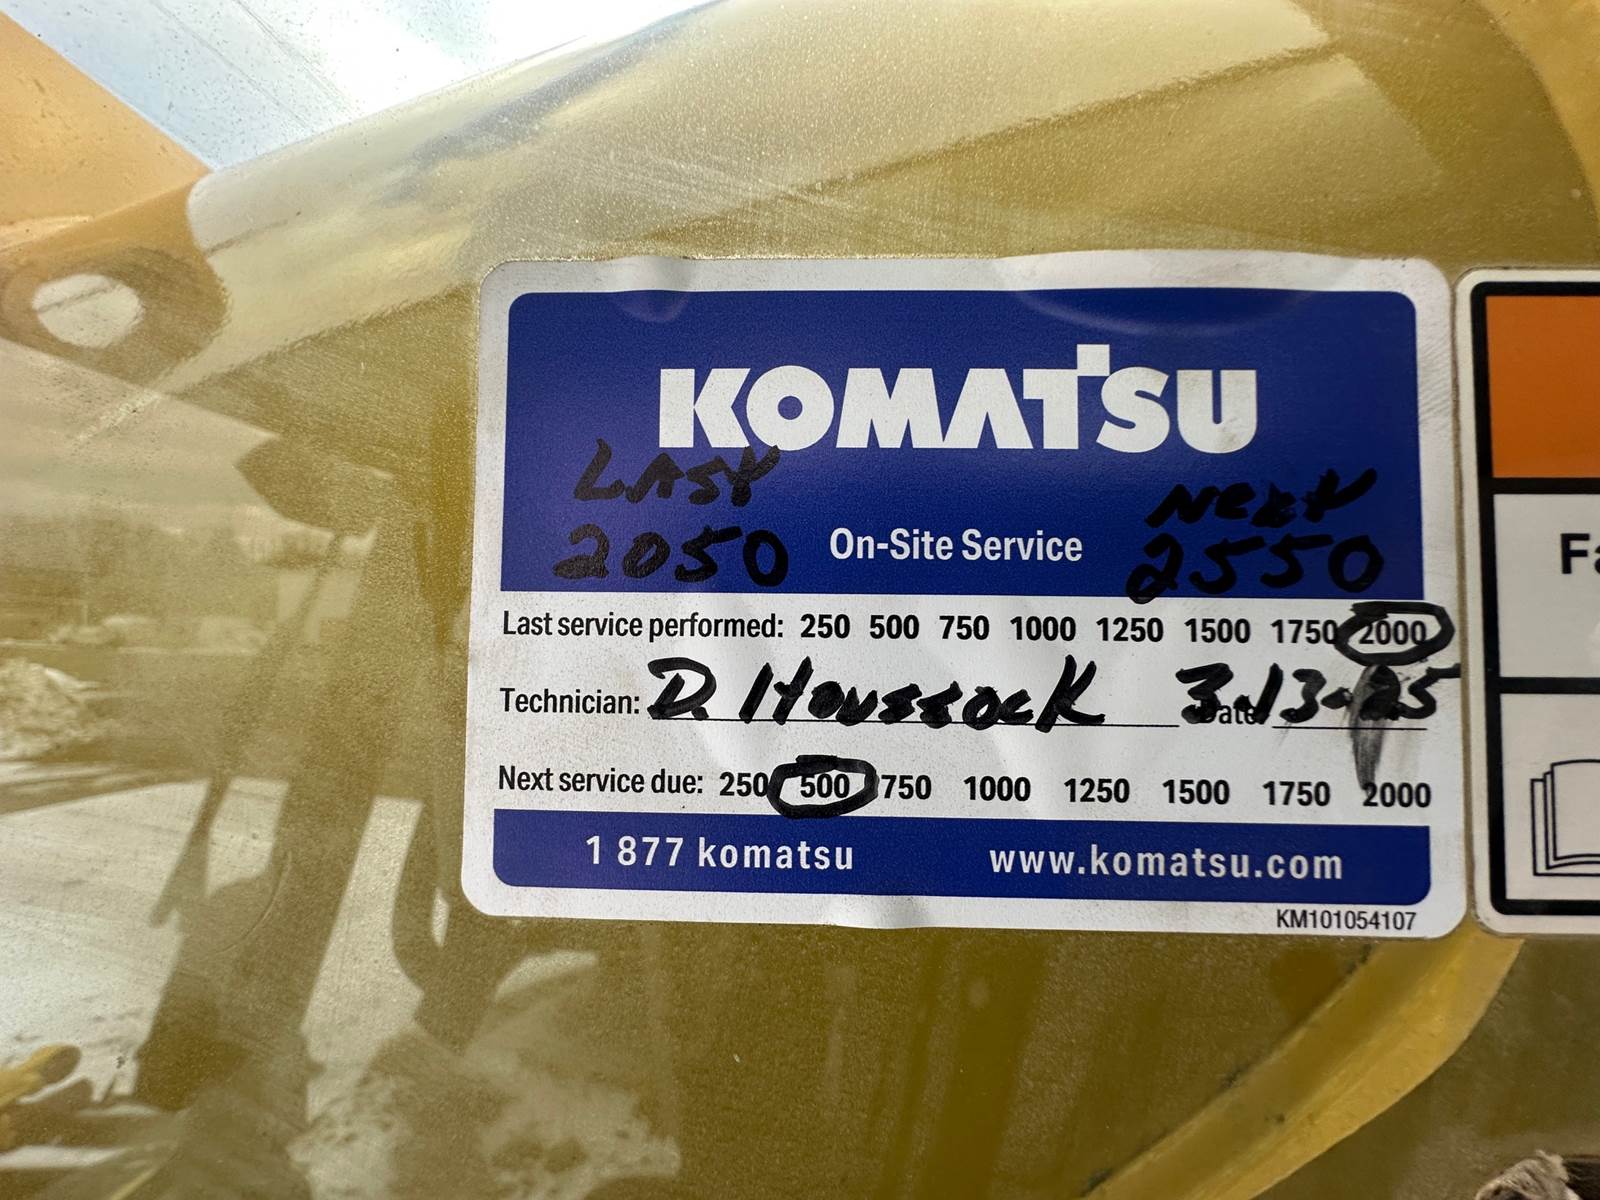 KOMATSU
LAST
2050
On-Site Service
NEXT
2550
Last service performed: 250 500 750 1000 1250 1500 1750 2000
Technician: D. Houssock Date 3-13-25
Next service due: 250 500 750 1000 1250 1500 1750 2000
1 877 komatsu
www.komatsu.com
KM101054107